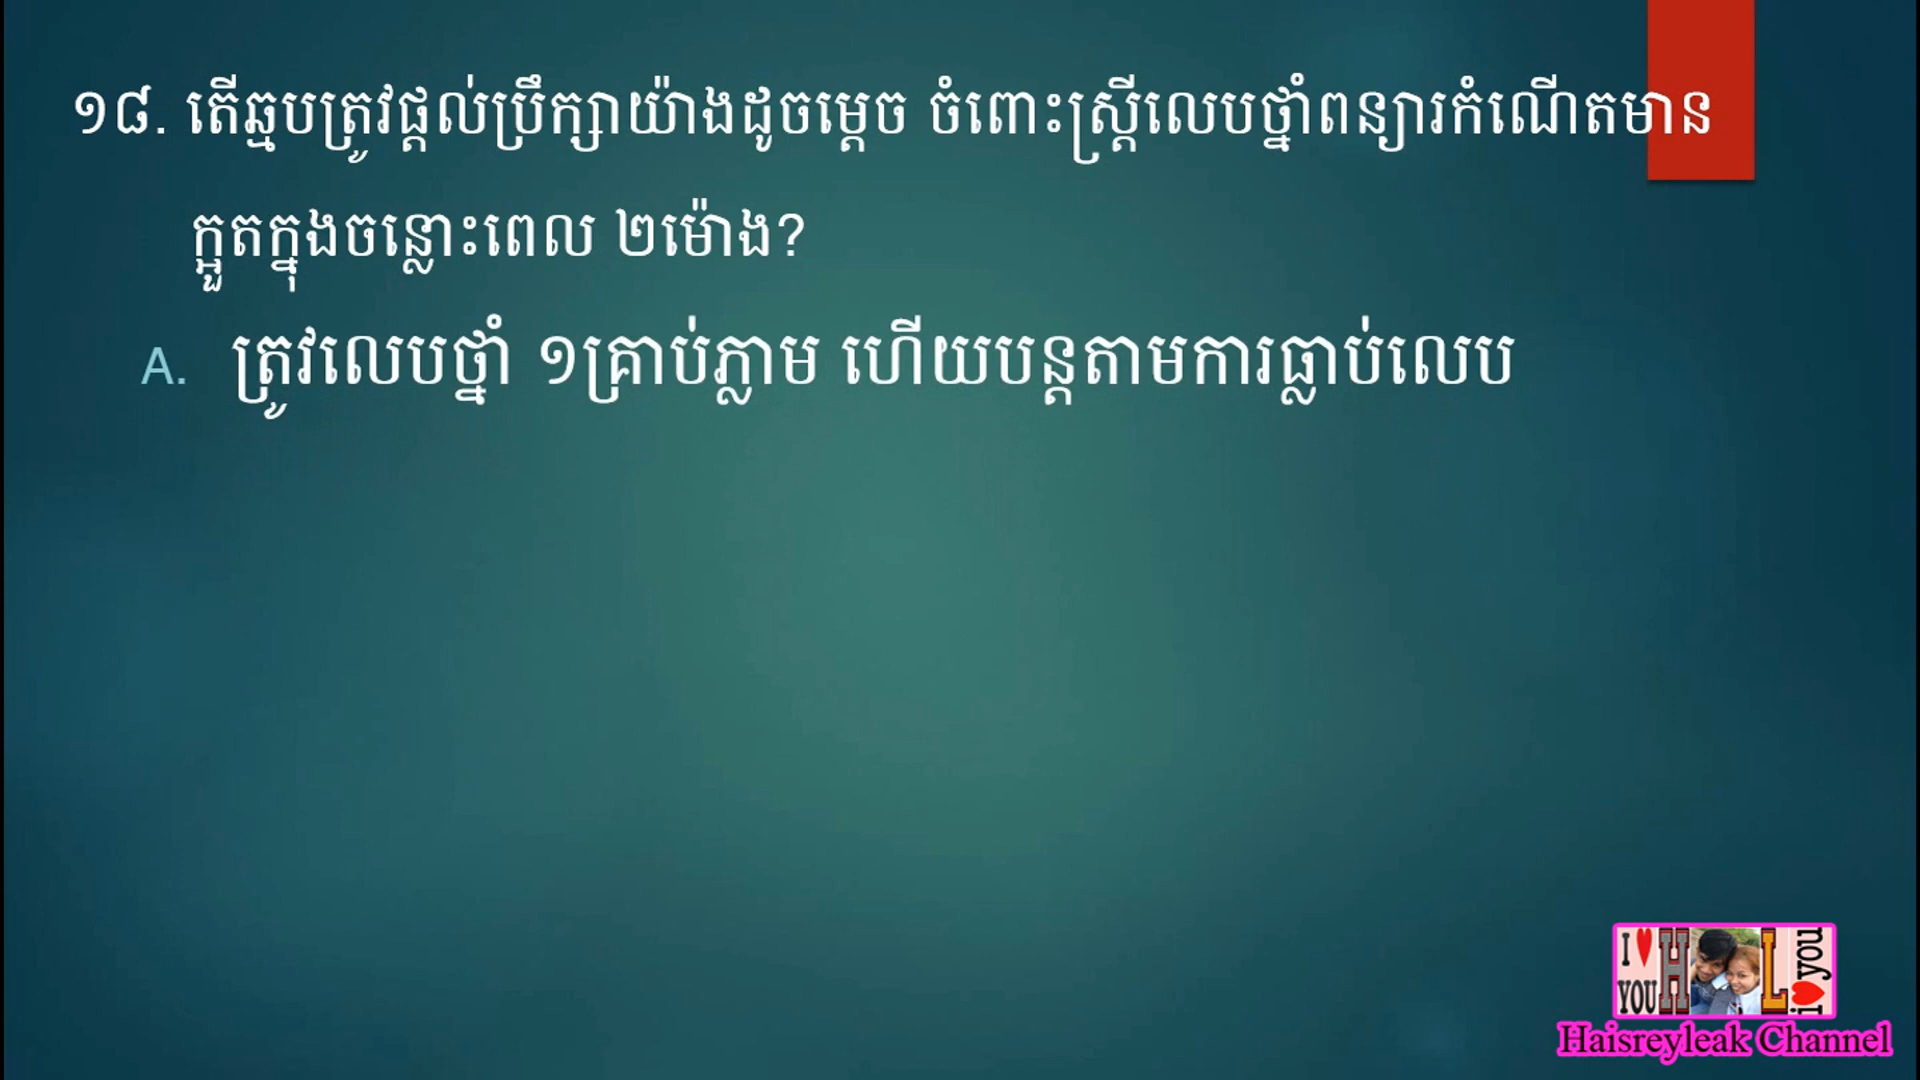 ១៨. តើឆ្មបត្រូវផ្តល់ប្រឹក្សាយ៉ាងដូចម្តេច ចំពោះស្ត្រីលេបថ្នាំពន្យារកំណើតមាន
ក្អួតក្នុងចន្លោះពេល ២ម៉ោង?
A. ត្រូវលេបថ្នាំ ១គ្រាប់ភ្លាម ហើយបន្តតាមការធ្លាប់លេប
I ♥ YOU H L i ♥ you
Haisreyleak Channel